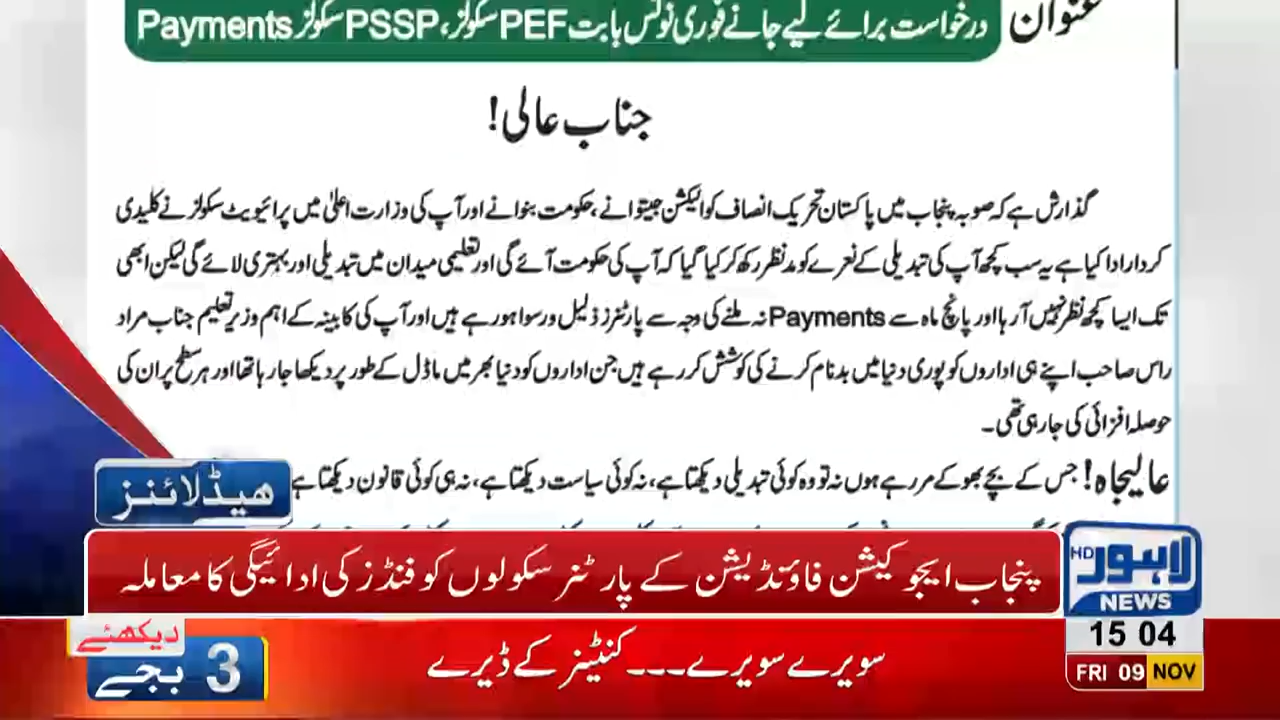 عنوان درخواست برائے لیے جانے فوری نوٹس بابت PEF سکولز، PSSP سکولز Payments
جناب عالی!
گذارش ہے کہ صوبہ پنجاب میں پاکستان تحریک انصاف کو الیکشن جیتوانے، حکومت بنوانے اور آپ کی وزارت اعلیٰ میں پرائیویٹ سکولز نے کلیدی
کردار ادا کیا ہے یہ سب کچھ آپ کی تبدیلی کے نعرے کو مدنظر رکھ کر کیا گیا کہ آپ کی حکومت آئے گی اور تعلیمی میدان میں تبدیلی اور بہتری لائے گی لیکن ابھی
تک ایسا کچھ نظر نہیں آ رہا اور پانچ ماہ سے Payments نہ ملنے کی وجہ سے پارٹنرز ذلیل و رسوا ہو رہے ہیں اور آپ کی کابینہ کے اہم وزیر تعلیم جناب مراد
راس صاحب اپنے ہی اداروں کو پوری دنیا میں بدنام کرنے کی کوشش کر رہے ہیں جن اداروں کو دنیا بھر میں ماڈل کے طور پر دیکھا جا رہا تھا اور ہر سطح پر ان کی
حوصلہ افزائی کی جا رہی تھی۔
عالیجاہ! جس کے بچے بھوکے مر رہے ہوں نہ تو وہ کوئی تبدیلی دیکھتا ہے، نہ کوئی سیاست دیکھتا ہے، نہ ہی کوئی قانون دیکھتا ہے
ہیڈلائنز
پنجاب ایجوکیشن فاؤنڈیشن کے پارٹنر سکولوں کو فنڈز کی ادائیگی کا معاملہ
لاہور HD
NEWS
دیکھئے
3 بجے
سویرے سویرے۔۔۔ کنٹینر کے ڈیرے
15 04
FRI 09 NOV